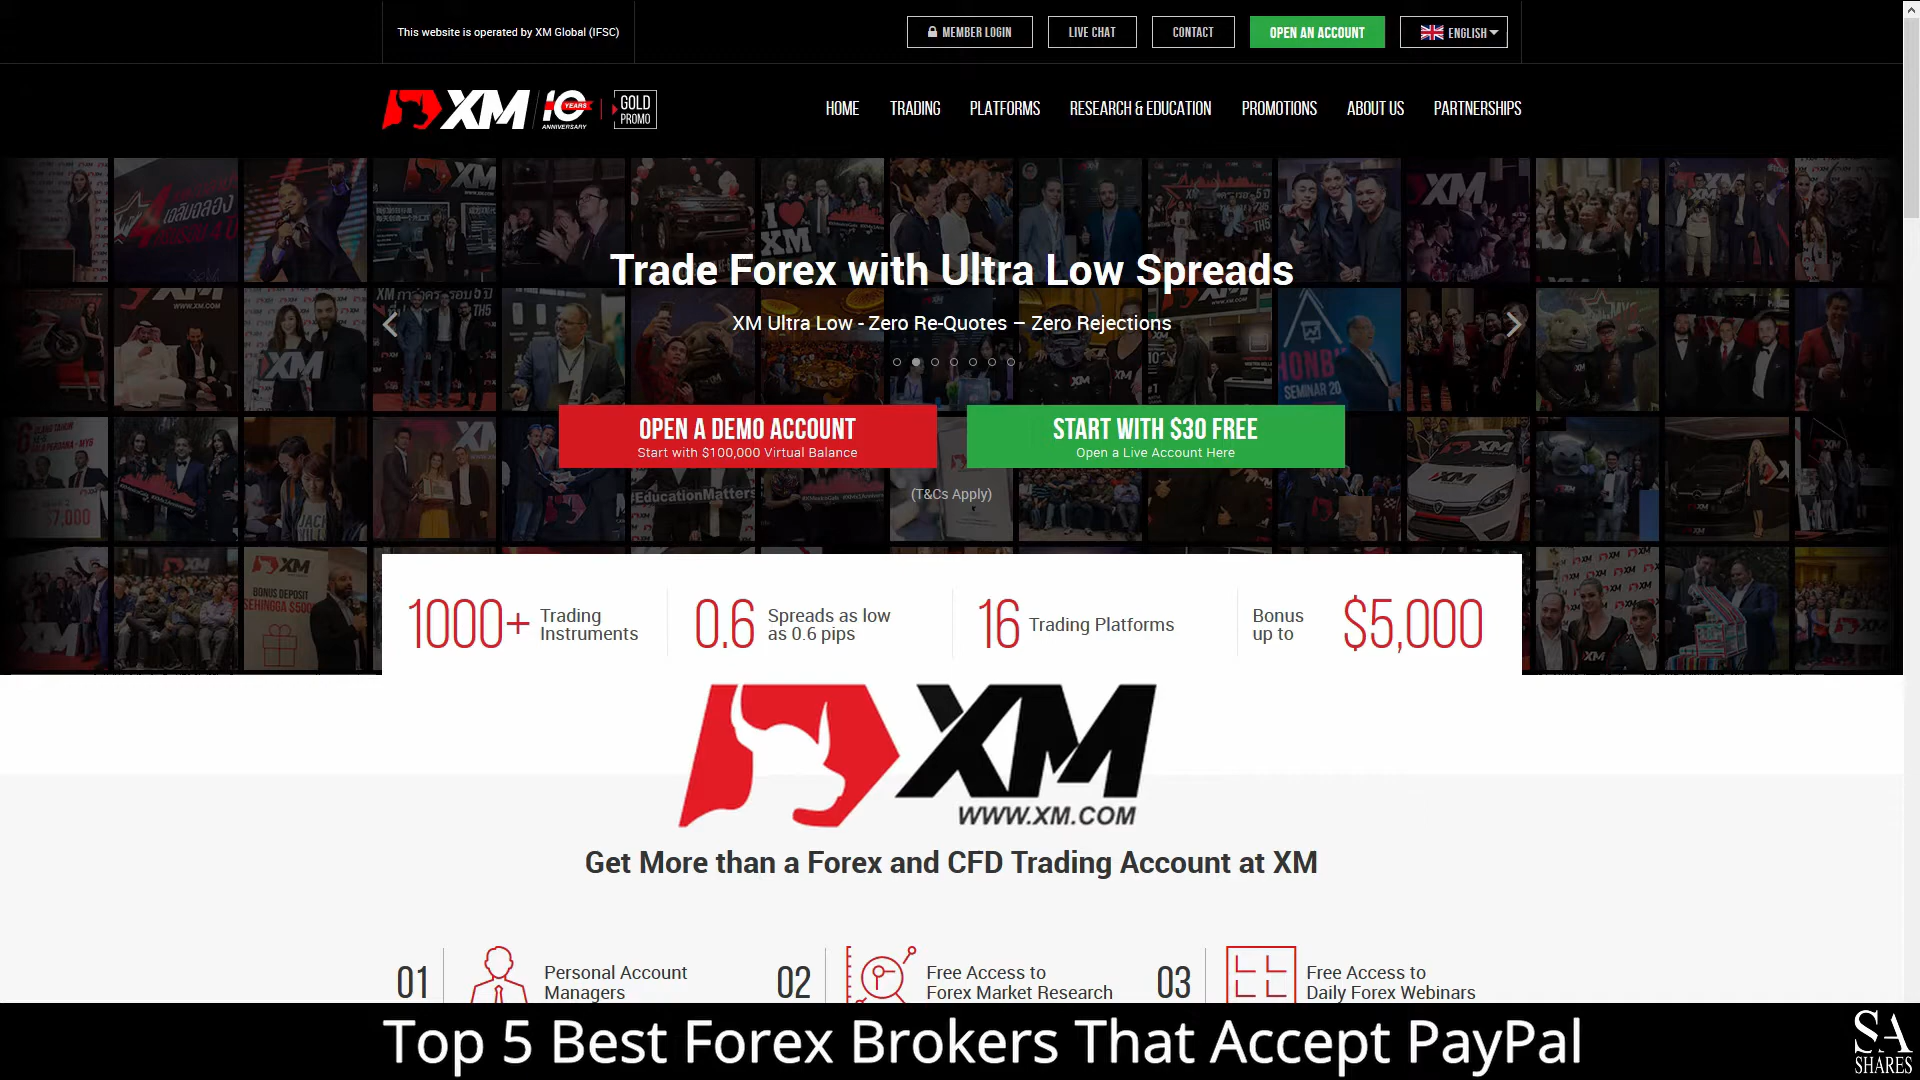 This website is operated by XM Global (IFSC)
MEMBER LOGIN
LIVE CHAT
CONTACT
OPEN AN ACCOUNT
ENGLISH
XM
10 YEARS
ANNIVERSARY
GOLD
PROMO
HOME
TRADING
PLATFORMS
RESEARCH & EDUCATION
PROMOTIONS
ABOUT US
PARTNERSHIPS
Trade Forex with Ultra Low Spreads
XM Ultra Low - Zero Re-Quotes – Zero Rejections
OPEN A DEMO ACCOUNT
Start with $100,000 Virtual Balance
START WITH $30 FREE
Open a Live Account Here
(T&Cs Apply)
#EducationMatters
1000+
Trading
Instruments
0.6
Spreads as low
as 0.6 pips
16
Trading Platforms
Bonus
up to
$5,000
XM
WWW.XM.COM
Get More than a Forex and CFD Trading Account at XM
01
Personal Account
Managers
02
Free Access to
Forex Market Research
03
Free Access to
Daily Forex Webinars
Top 5 Best Forex Brokers That Accept PayPal
SA
SHARES